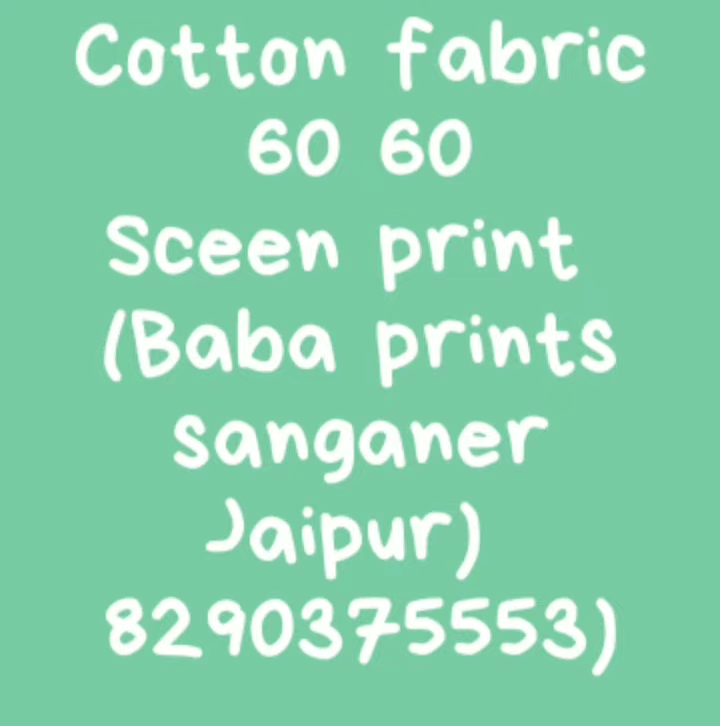 Cotton fabric
60 60
Sceen print
(Baba prints
sanganer
Jaipur)
8290375553)